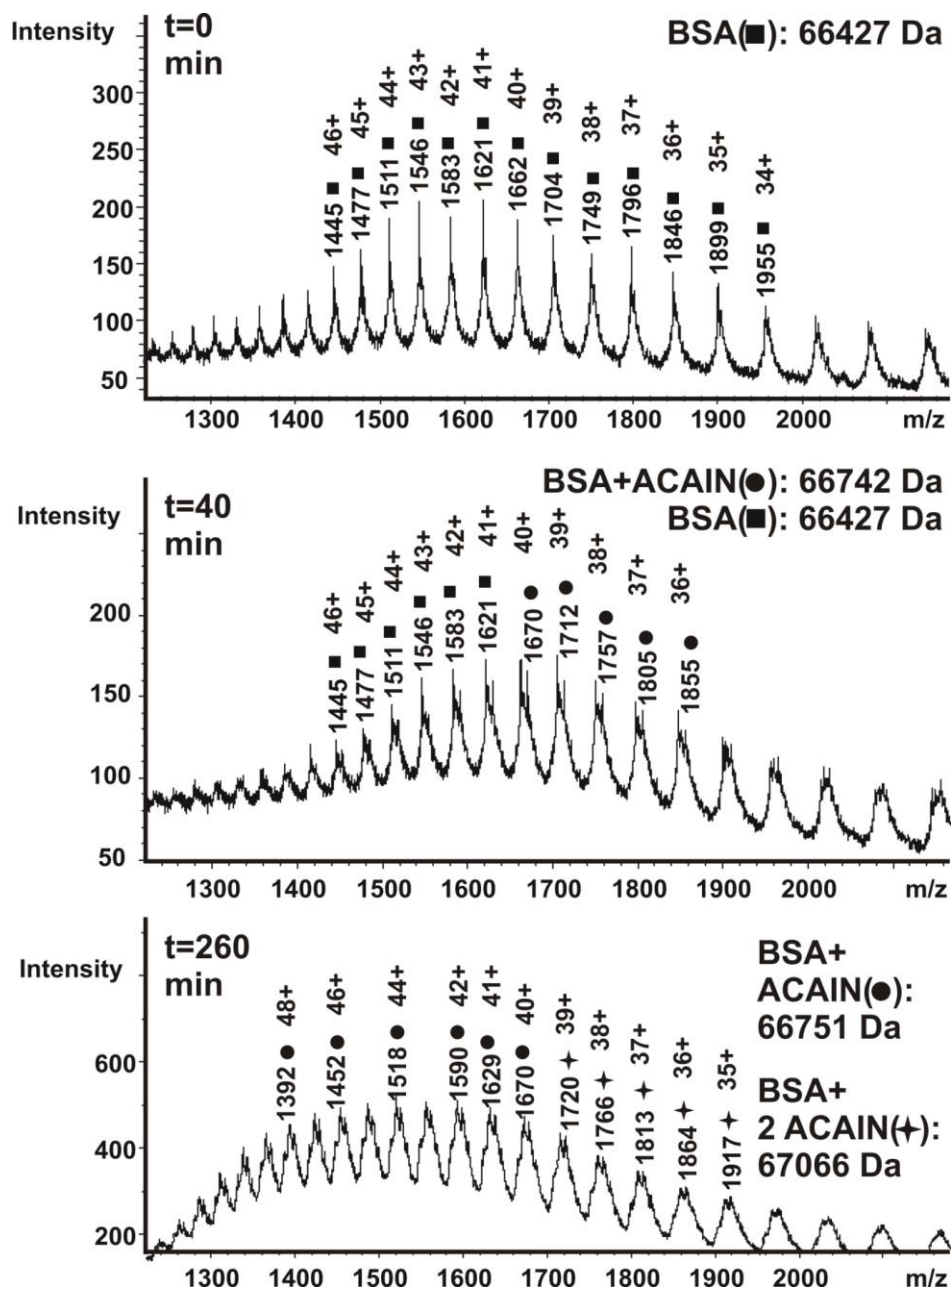 t=0
min
Intensity
BSA(■): 66427 Da
46+ 45+ 44+ 43+ 42+ 41+ 40+ 39+ 38+ 37+ 36+ 35+ 34+
1445 1477 1511 1546 1583 1621 1662 1704 1749 1796 1846 1899 1955
300
250
200
150
100
50
1300 1400 1500 1600 1700 1800 1900 2000 m/z
t=40
min
Intensity
BSA+ACAIN(●): 66742 Da
BSA(■): 66427 Da
46+ 45+ 44+ 43+ 42+ 41+ 40+ 39+ 38+ 37+ 36+
1445 1477 1511 1546 1583 1621 1670 1712 1757 1805 1855
200
150
100
50
1300 1400 1500 1600 1700 1800 1900 2000 m/z
t=260
min
Intensity
BSA+
ACAIN(●):
66751 Da
BSA+
2 ACAIN(✦):
67066 Da
48+ 46+ 44+ 42+ 41+ 40+ 39+ 38+ 37+ 36+ 35+
1392 1452 1518 1590 1629 1670 1720 1766 1813 1864 1917
600
400
200
1300 1400 1500 1600 1700 1800 1900 2000 m/z